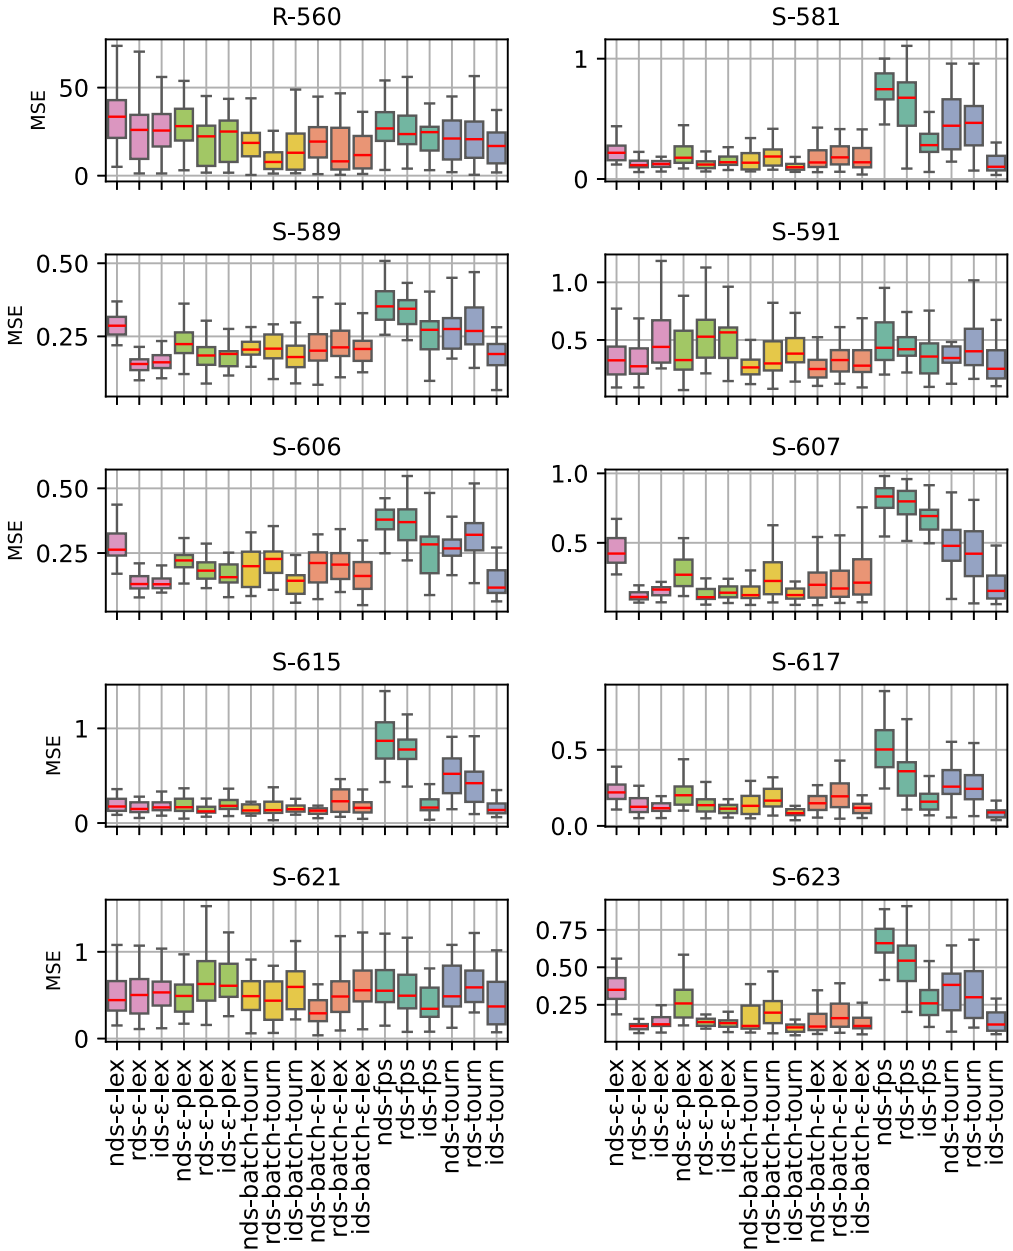 R-560
MSE
50
0
S-581
1
0
S-589
MSE
0.50
0.25
S-591
1.0
0.5
S-606
MSE
0.50
0.25
S-607
1.0
0.5
S-615
MSE
1
0
S-617
0.5
0.0
S-621
MSE
1
0
nds-ε-lex
rds-ε-lex
ids-ε-lex
nds-ε-plex
rds-ε-plex
ids-ε-plex
nds-batch-tourn
rds-batch-tourn
ids-batch-tourn
nds-batch-ε-lex
rds-batch-ε-lex
ids-batch-ε-lex
nds-fps
rds-fps
ids-fps
nds-tourn
rds-tourn
ids-tourn
S-623
0.75
0.50
0.25
nds-ε-lex
rds-ε-lex
ids-ε-lex
nds-ε-plex
rds-ε-plex
ids-ε-plex
nds-batch-tourn
rds-batch-tourn
ids-batch-tourn
nds-batch-ε-lex
rds-batch-ε-lex
ids-batch-ε-lex
nds-fps
rds-fps
ids-fps
nds-tourn
rds-tourn
ids-tourn